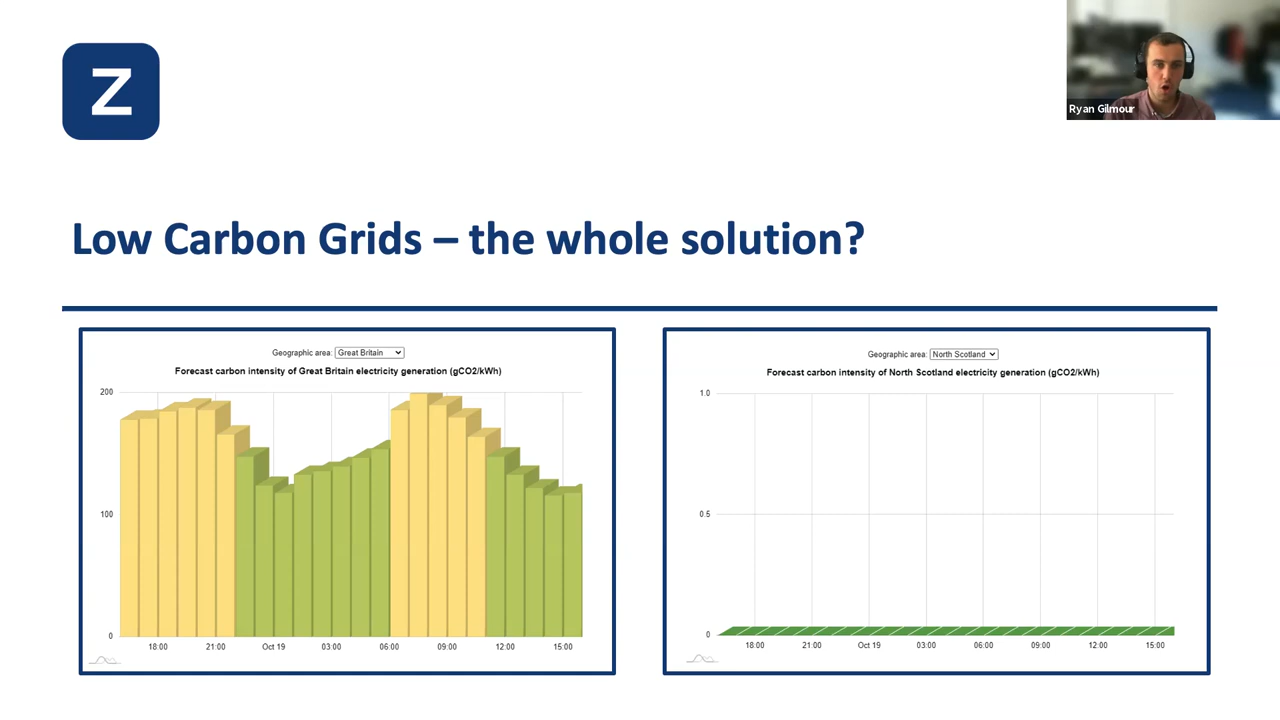 Z
Ryan Gilmour
Low Carbon Grids – the whole solution?
Geographic area: Great Britain
Forecast carbon intensity of Great Britain electricity generation (gCO2/kWh)
200
100
0
18:00 21:00 Oct 19 03:00 06:00 09:00 12:00 15:00
Geographic area: North Scotland
Forecast carbon intensity of North Scotland electricity generation (gCO2/kWh)
1.0
0.5
0
18:00 21:00 Oct 19 03:00 06:00 09:00 12:00 15:00